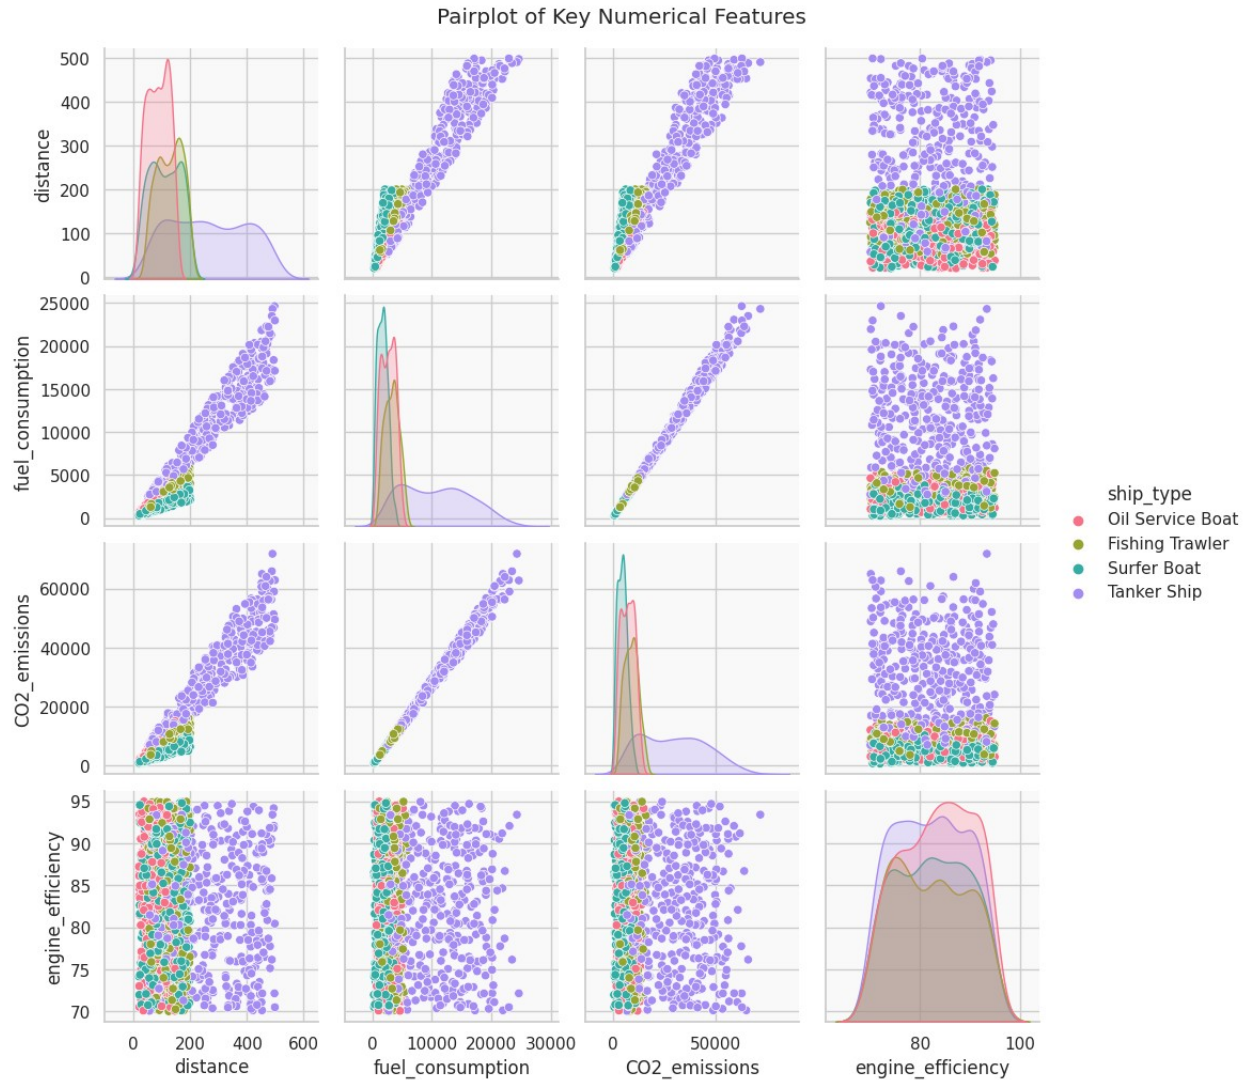 Pairplot of Key Numerical Features
distance
500
400
300
200
100
0
fuel_consumption
25000
20000
15000
10000
5000
0
CO2_emissions
60000
40000
20000
0
engine_efficiency
95
90
85
80
75
70
0 200 400 600
distance
0 10000 20000 30000
fuel_consumption
0 50000
CO2_emissions
80 100
engine_efficiency
ship_type
Oil Service Boat
Fishing Trawler
Surfer Boat
Tanker Ship